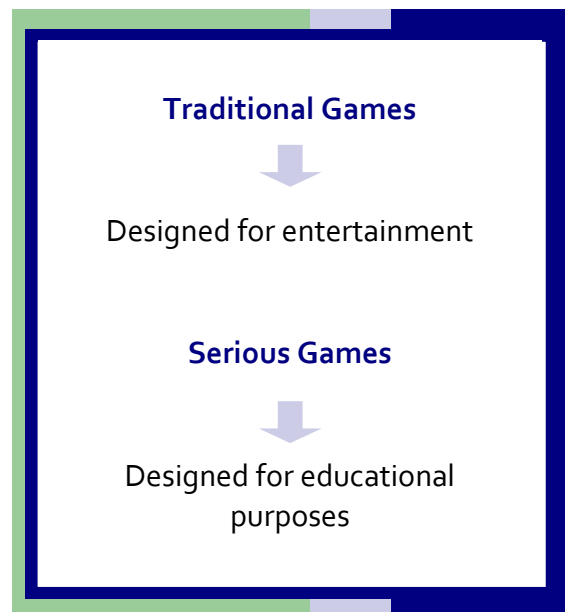 Traditional Games
Designed for entertainment
Serious Games
Designed for educational
purposes